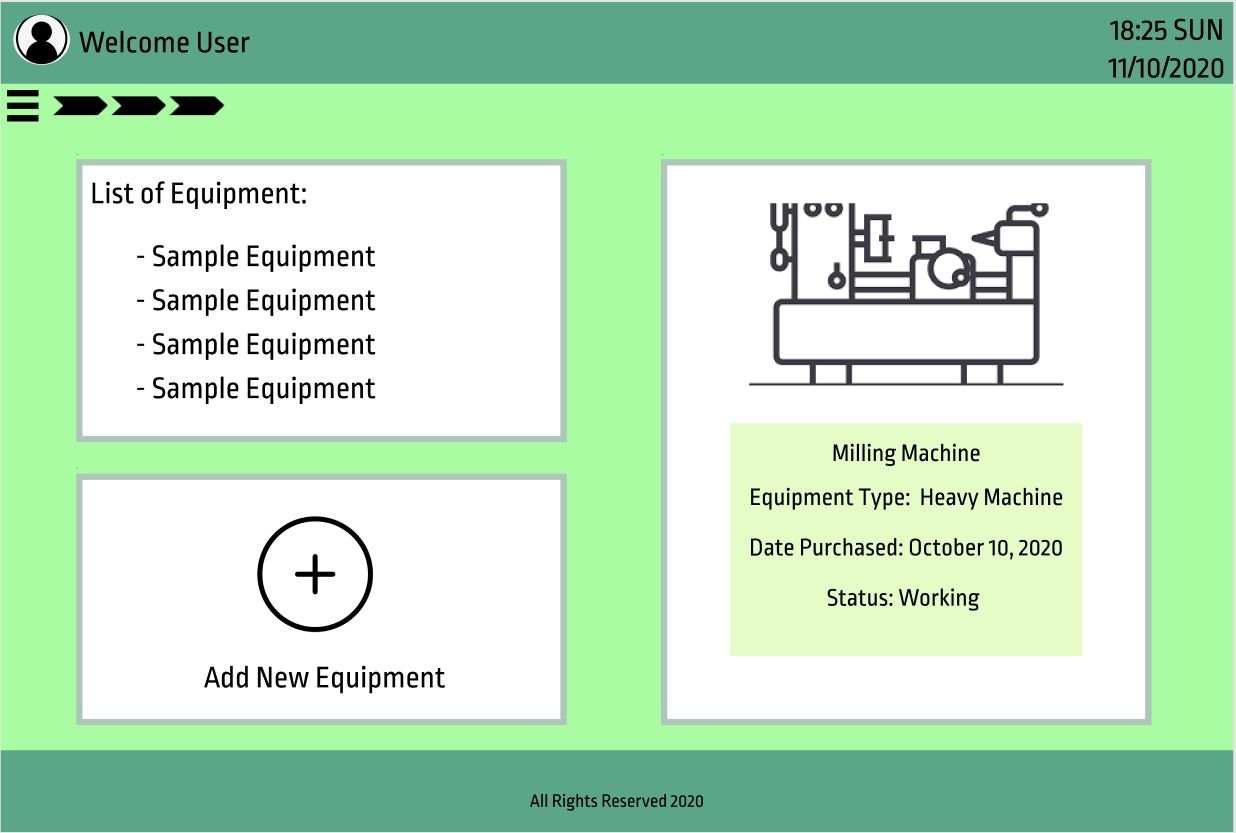 Welcome User
18:25 SUN
11/10/2020
List of Equipment:
- Sample Equipment
- Sample Equipment
- Sample Equipment
- Sample Equipment
Add New Equipment
Milling Machine
Equipment Type: Heavy Machine
Date Purchased: October 10, 2020
Status: Working
All Rights Reserved 2020